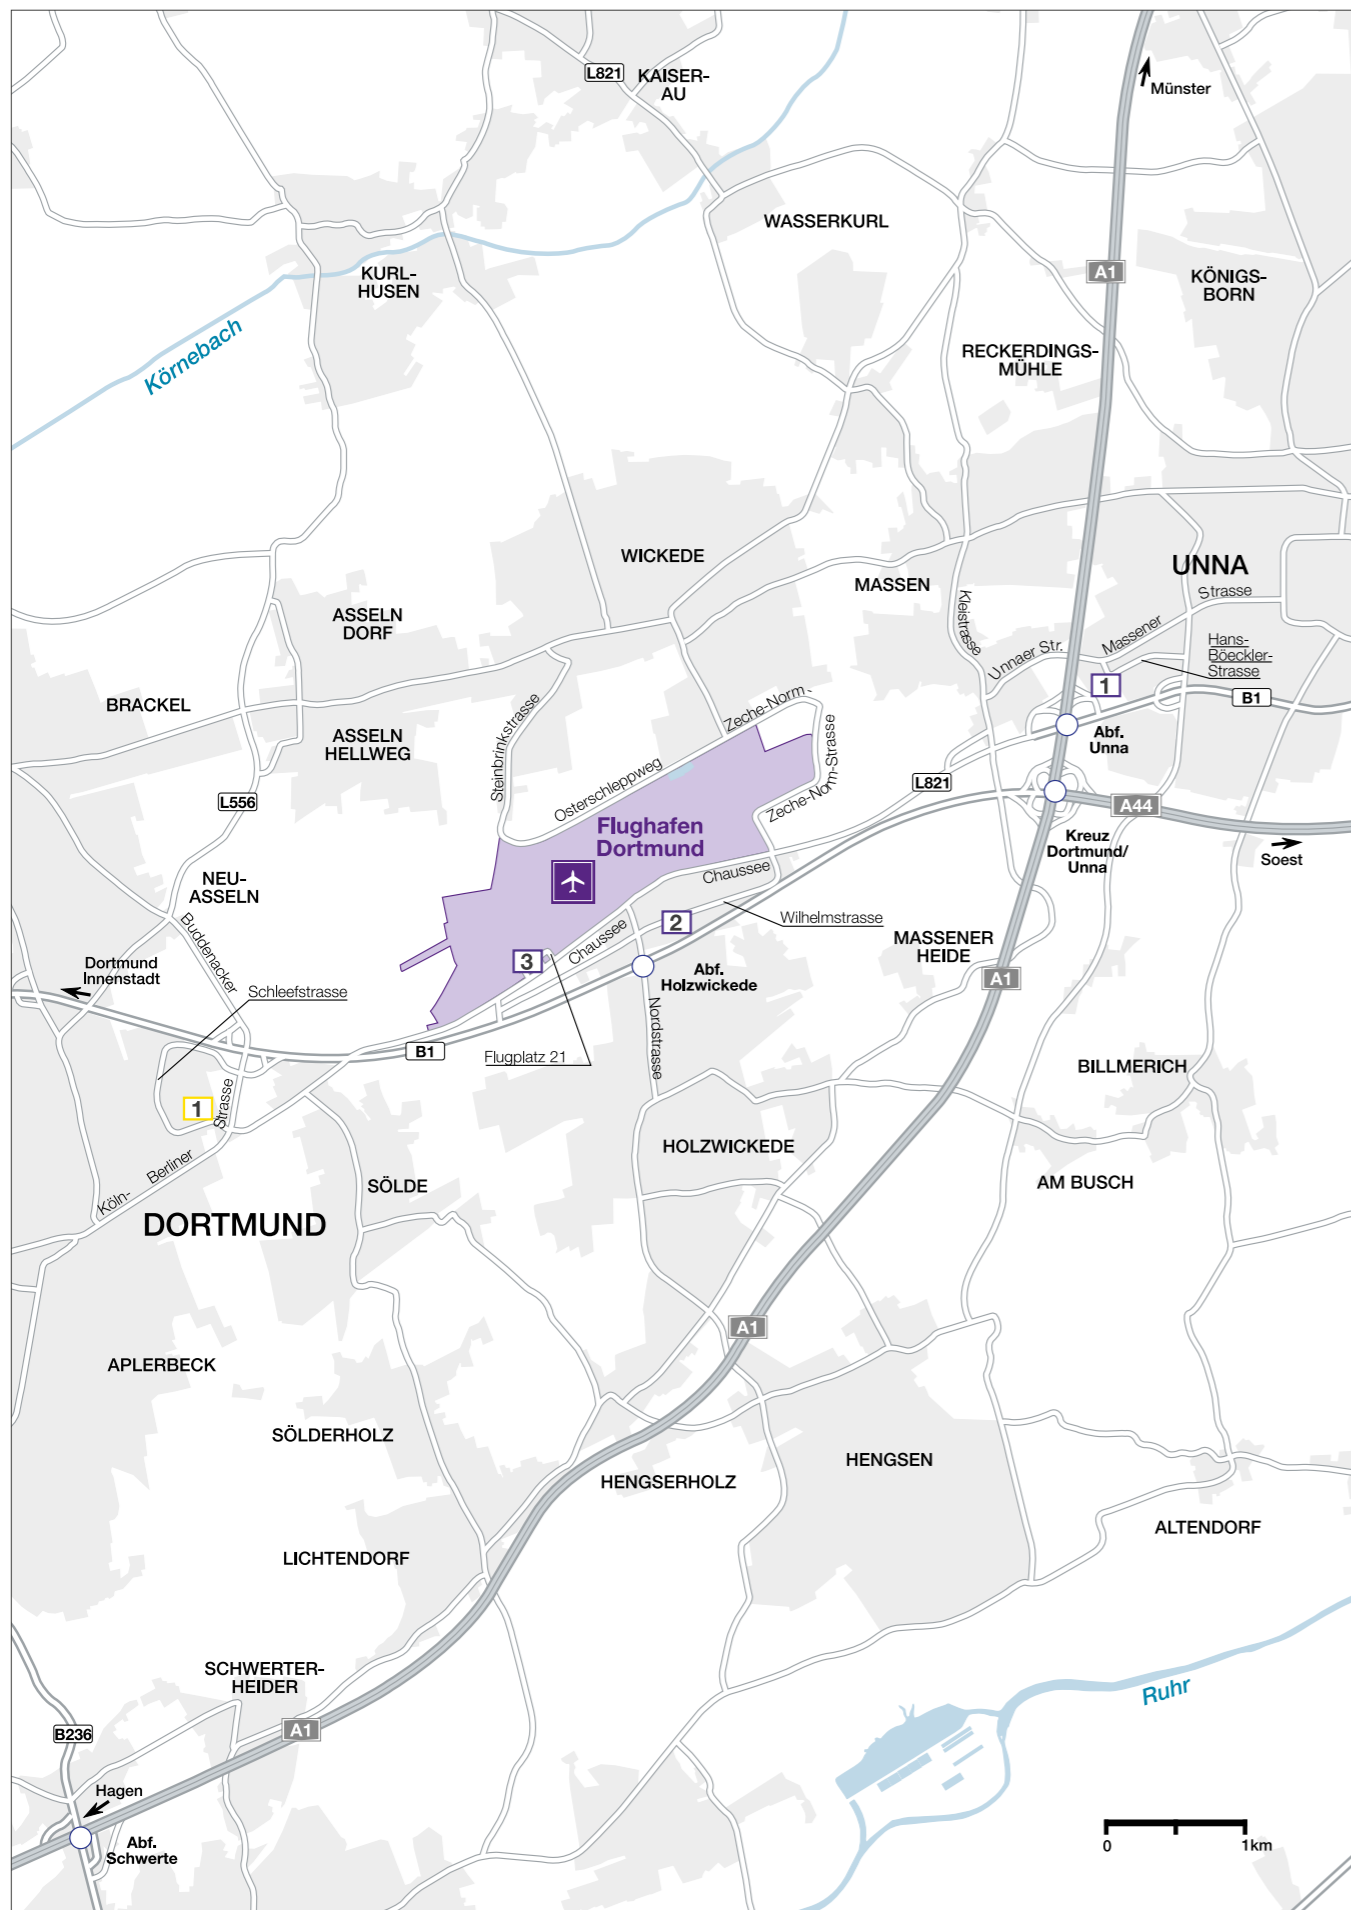 L821
KAISER-
AU
Münster
WASSERKURL
KURL-
HUSEN
A1
KÖNIGS-
BORN
Körnebach
RECKERDINGS-
MÜHLE
WICKEDE
UNNA
MASSEN
Kleistrasse
Strasse
ASSELN
DORF
Massener
Unnaer Str.
Hans-
Böeckler-
Strasse
1
B1
BRACKEL
Steinbrinkstrasse
Zeche-Norm
Zeche-Norm-Strasse
ASSELN
HELLWEG
Abf.
Unna
Osterschleppweg
L821
L556
A44
Flughafen
Dortmund
Kreuz
Dortmund/
Unna
Soest
Chaussee
NEU-
ASSELN
Buddenacker
2
Wilhelmstrasse
Chaussee
MASSENER
HEIDE
3
Dortmund
Innenstadt
Abf.
Holzwickede
A1
Schleefstrasse
Nordstrasse
B1
Flugplatz 21
BILLMERICH
1
Strasse
HOLZWICKEDE
Berliner
Köln-
SÖLDE
AM BUSCH
DORTMUND
A1
APLERBECK
SÖLDERHOLZ
HENGSEN
HENGSERHOLZ
ALTENDORF
LICHTENDORF
SCHWERTER-
HEIDER
Ruhr
B236
A1
Hagen
Abf.
Schwerte
0
1km